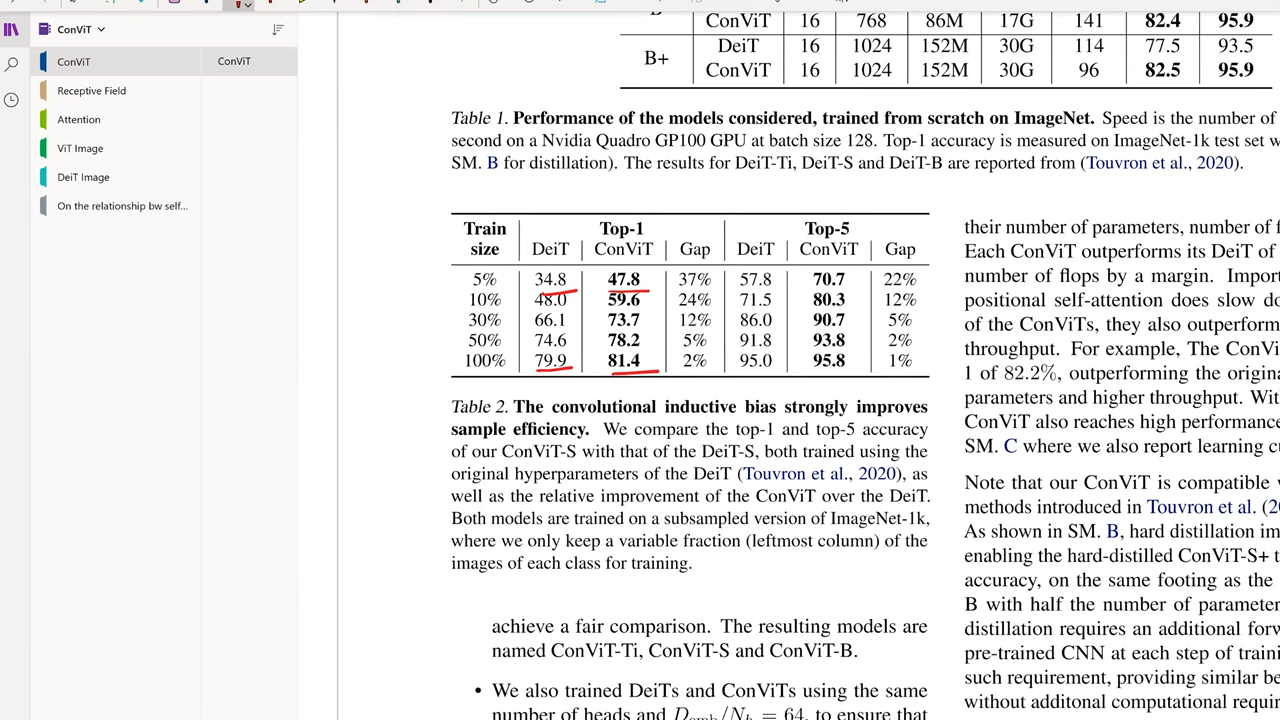 ConViT
ConViT
Receptive Field
Attention
ViT Image
DeiT Image
On the relationship bw self...
ConViT
ConViT 16 768 86M 17G 141 82.4 95.9
B+ DeiT 16 1024 152M 30G 114 77.5 93.5
ConViT 16 1024 152M 30G 96 82.5 95.9
Table 1. Performance of the models considered, trained from scratch on ImageNet. Speed is the number of
second on a Nvidia Quadro GP100 GPU at batch size 128. Top-1 accuracy is measured on ImageNet-1k test set w
SM. B for distillation). The results for DeiT-Ti, DeiT-S and DeiT-B are reported from (Touvron et al., 2020).
Train size Top-1 Top-5
DeiT ConViT Gap DeiT ConViT Gap
5% 34.8 47.8 37% 57.8 70.7 22%
10% 48.0 59.6 24% 71.5 80.3 12%
30% 66.1 73.7 12% 86.0 90.7 5%
50% 74.6 78.2 5% 91.8 93.8 2%
100% 79.9 81.4 2% 95.0 95.8 1%
Table 2. The convolutional inductive bias strongly improves
sample efficiency. We compare the top-1 and top-5 accuracy
of our ConViT-S with that of the DeiT-S, both trained using the
original hyperparameters of the DeiT (Touvron et al., 2020), as
well as the relative improvement of the ConViT over the DeiT.
Both models are trained on a subsampled version of ImageNet-1k,
where we only keep a variable fraction (leftmost column) of the
images of each class for training.
achieve a fair comparison. The resulting models are
named ConViT-Ti, ConViT-S and ConViT-B.
• We also trained DeiTs and ConViTs using the same
number of heads and D_emb/N_h = 64, to ensure that
their number of parameters, number of f
Each ConViT outperforms its DeiT of
number of flops by a margin. Impor
positional self-attention does slow do
of the ConViTs, they also outperform
throughput. For example, The ConVi
1 of 82.2%, outperforming the origina
parameters and higher throughput. Wit
ConViT also reaches high performance
SM. C where we also report learning cu
Note that our ConViT is compatible
methods introduced in Touvron et al. (20
As shown in SM. B, hard distillation im
enabling the hard-distilled ConViT-S+ t
accuracy, on the same footing as the
B with half the number of parameter
distillation requires an additional forw
pre-trained CNN at each step of traini
such requirement, providing similar be
without additonal computational requir